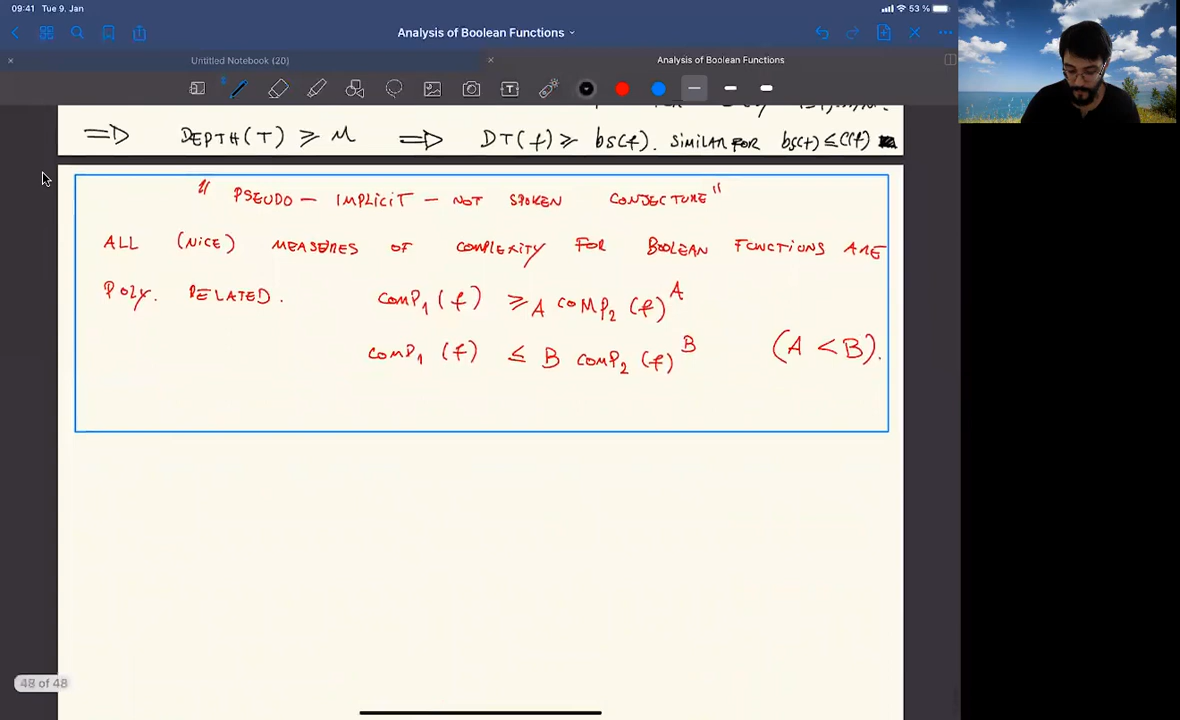 09:41 Tue 9. Jan
53 %
Analysis of Boolean Functions
Untitled Notebook (20)
Analysis of Boolean Functions
⟹ DEPTH(T) ≥ M ⟹ DT(f) ≥ bs(f). SIMILAR FOR bs(f) ≤ C(f)
" PSEUDO - IMPLICIT - NOT SPOKEN CONJECTURE "
ALL (NICE) MEASURES OF COMPLEXITY FOR BOOLEAN FUNCTIONS ARE
POLY. RELATED. COMP₁(f) ≥ A COMP₂(f)^A
COMP₁(f) ≤ B COMP₂(f)^B (A < B).
48 of 48